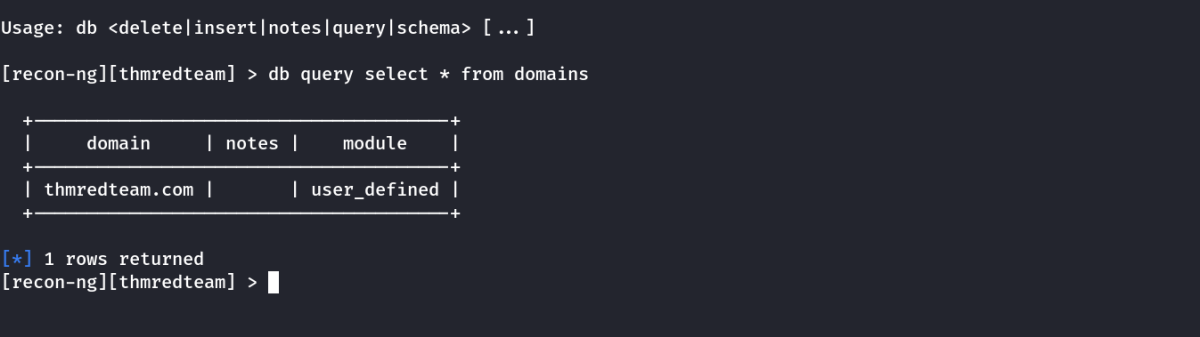 Usage: db <delete|insert|notes|query|schema> [...]
[recon-ng][thmredteam] > db query select * from domains
+---------------------------------------+
| domain | notes | module |
+---------------------------------------+
| thmredteam.com | | user_defined |
+---------------------------------------+
[*] 1 rows returned
[recon-ng][thmredteam] >